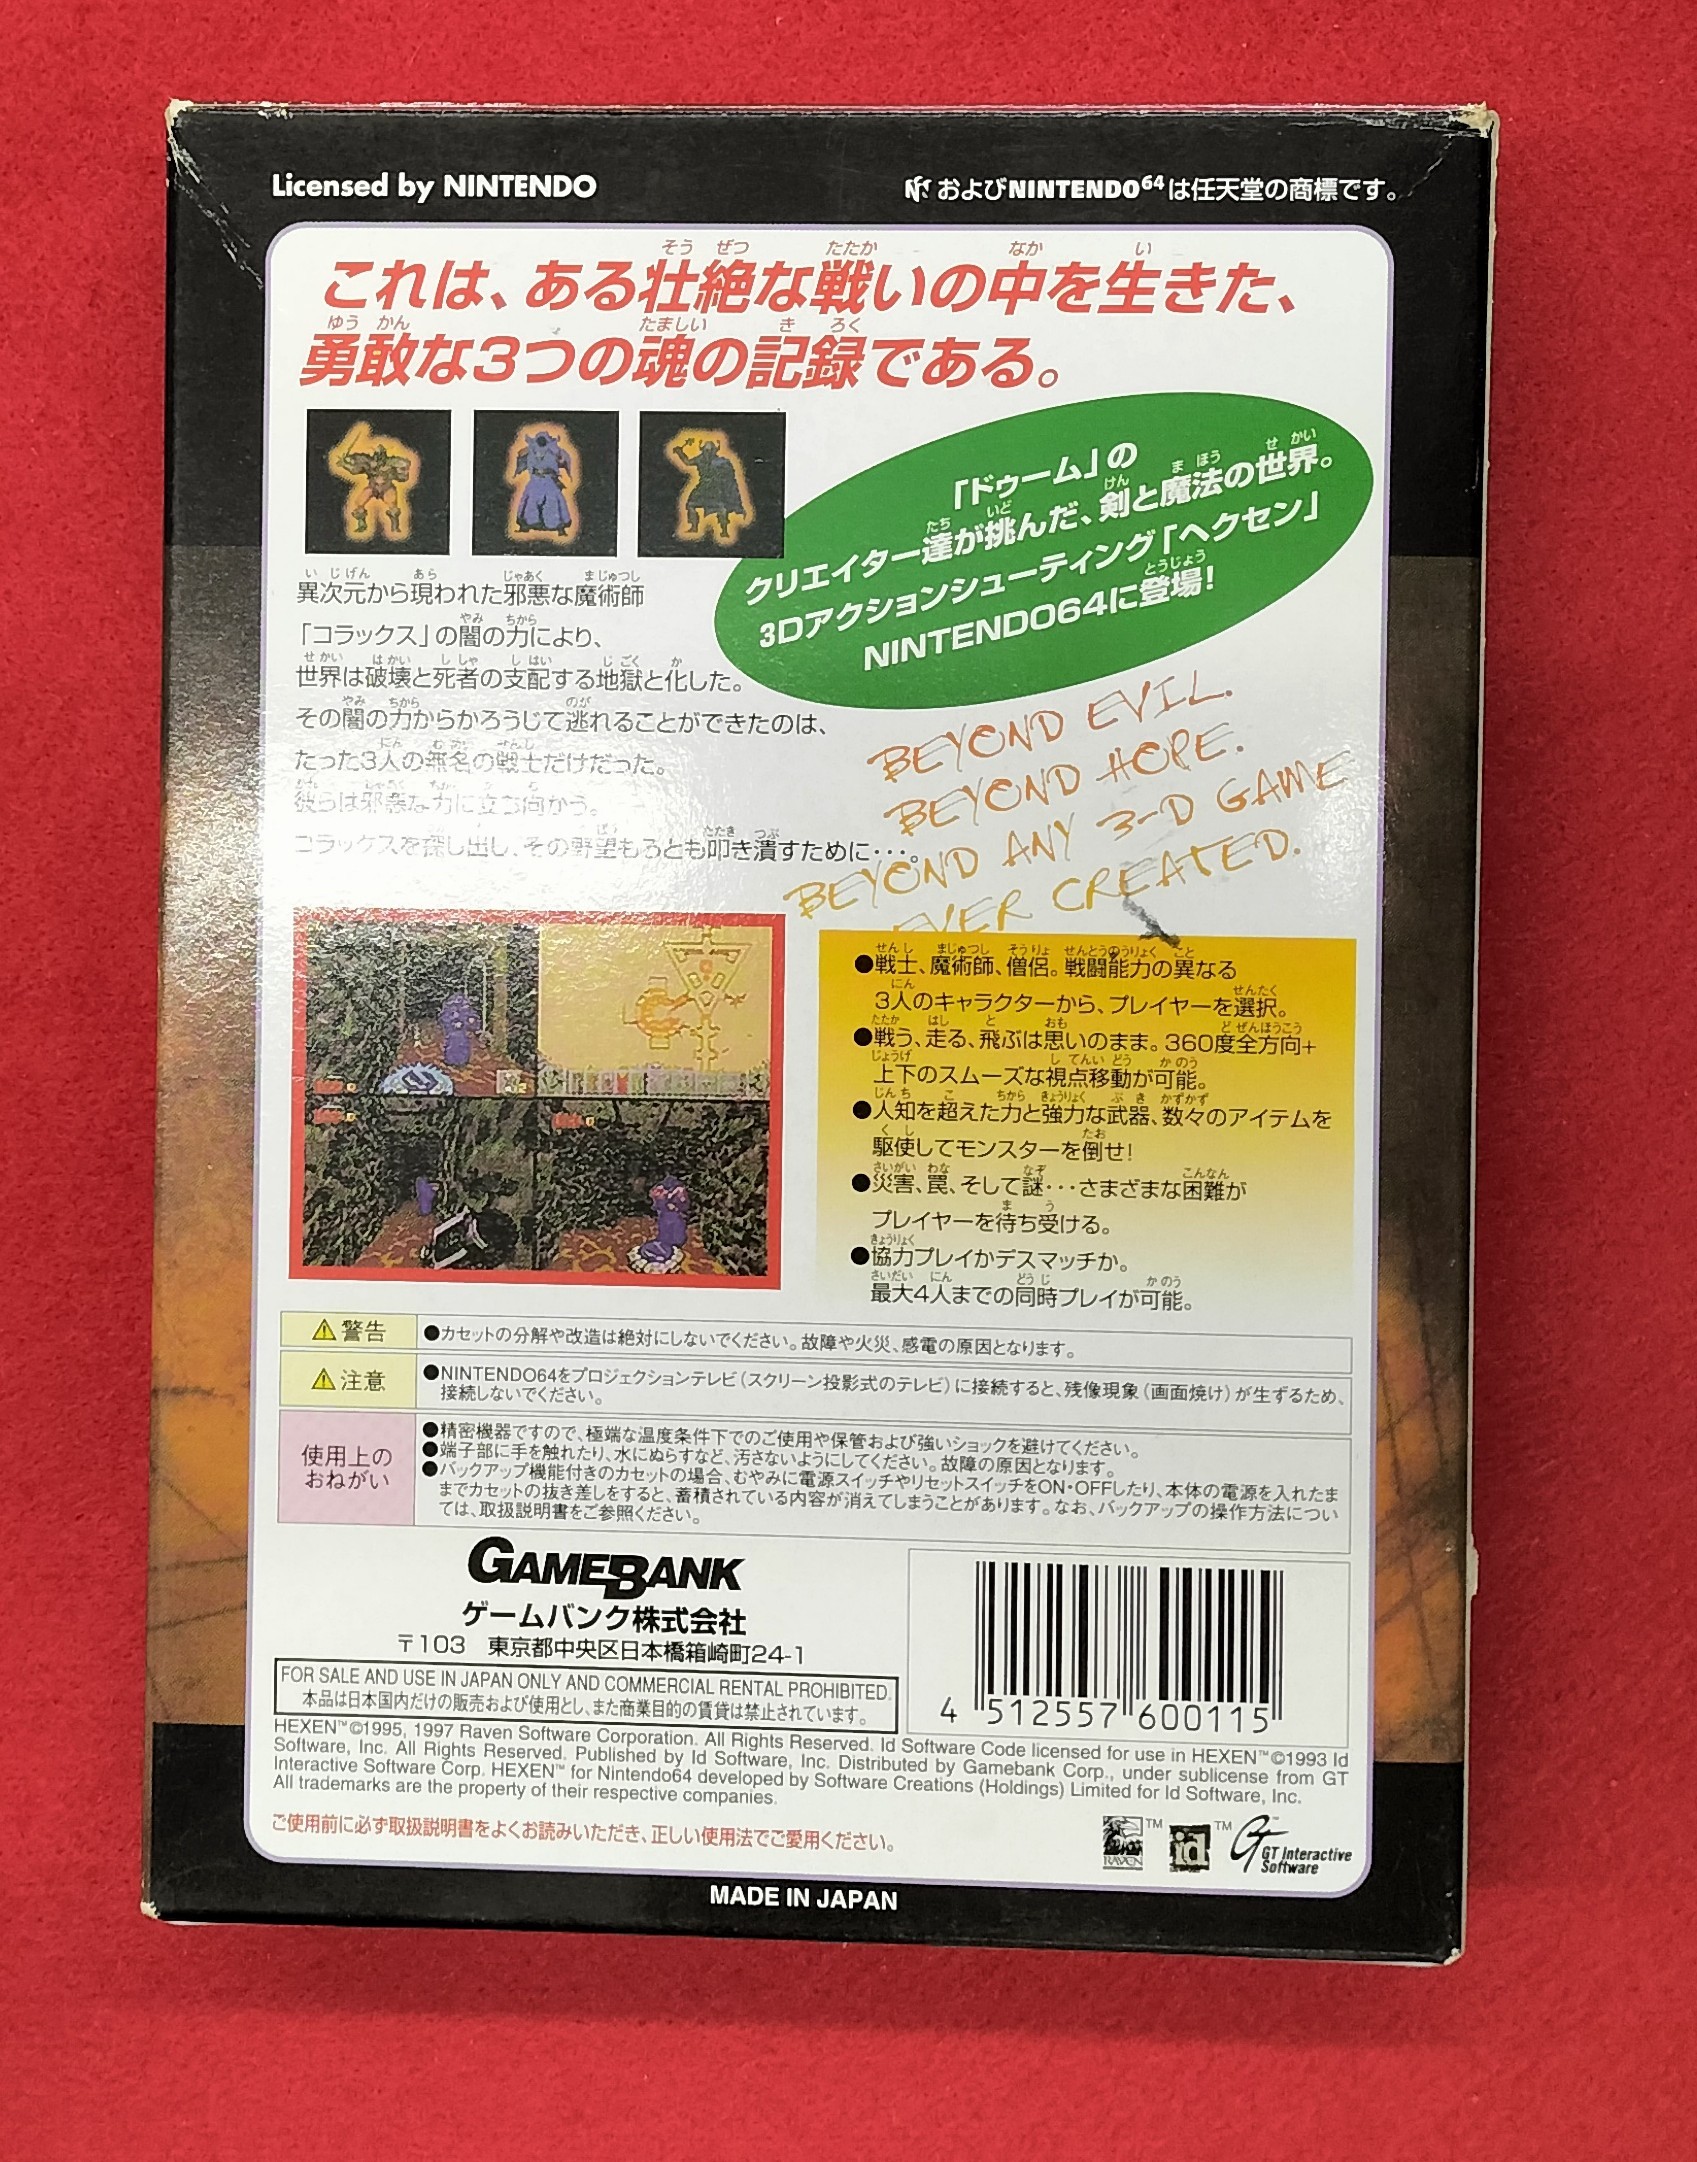 Licensed by NINTENDO
およびNINTENDO64は任天堂の商標です。
これは、ある壮絶な戦いの中を生きた、
勇敢な3つの魂の記録である。
「ドゥーム」の
クリエイター達が挑んだ、剣と魔法の世界。
3Dアクションシューティング「ヘクセン」
NINTENDO64に登場!
異次元から現われた邪悪な魔術師
「コラックス」の闇の力により、
世界は破壊と死者の支配する地獄と化した。
その闇の力からかろうじて逃れることができたのは、
たった3人の無名の戦士だけだった。
彼らは邪悪な力に立ち向かう。
コラックスを探し出し、その野望もろとも叩き潰すために・・・。
BEYOND EVIL.
BEYOND HOPE.
BEYOND ANY 3-D GAME
EVER CREATED.
●戦士、魔術師、僧侶。戦闘能力の異なる
3人のキャラクターから、プレイヤーを選択。
●戦う、走る、飛ぶは思いのまま。360度全方向+
上下のスムーズな視点移動が可能。
●人知を超えた力と強力な武器、数々のアイテムを
駆使してモンスターを倒せ!
●災害、罠、そして謎・・・さまざまな困難が
プレイヤーを待ち受ける。
●協力プレイかデスマッチか。
最大4人までの同時プレイが可能。
警告
●カセットの分解や改造は絶対にしないでください。故障や火災、感電の原因となります。
注意
●NINTENDO64をプロジェクションテレビ(スクリーン投影式のテレビ)に接続すると、残像現象(画面焼け)が生ずるため、
接続しないでください。
使用上の
おねがい
●精密機器ですので、極端な温度条件下でのご使用や保管および強いショックを避けてください。
●端子部に手を触れたり、水にぬらすなど、汚さないようにしてください。故障の原因となります。
●バックアップ機能付きのカセットの場合、むやみに電源スイッチやリセットスイッチをON・OFFしたり、本体の電源を入れたま
までカセットの抜き差しをすると、蓄積されている内容が消えてしまうことがあります。なお、バックアップの操作方法につい
ては、取扱説明書をご参照ください。
GAMEBANK
ゲームバンク株式会社
〒103 東京都中央区日本橋箱崎町24-1
FOR SALE AND USE IN JAPAN ONLY AND COMMERCIAL RENTAL PROHIBITED.
本品は日本国内だけの販売および使用とし、また商業目的の賃貸は禁止されています。
4 512557 600115
HEXEN™©1995, 1997 Raven Software Corporation. All Rights Reserved. Id Software Code licensed for use in HEXEN™©1993 Id
Software, Inc. All Rights Reserved. Published by Id Software, Inc. Distributed by Gamebank Corp., under sublicense from GT
Interactive Software Corp. HEXEN™ for Nintendo64 developed by Software Creations (Holdings) Limited for Id Software, Inc.
All trademarks are the property of their respective companies.
ご使用前に必ず取扱説明書をよくお読みいただき、正しい使用法でご愛用ください。
RAVEN™
id™
GT Interactive
Software
MADE IN JAPAN